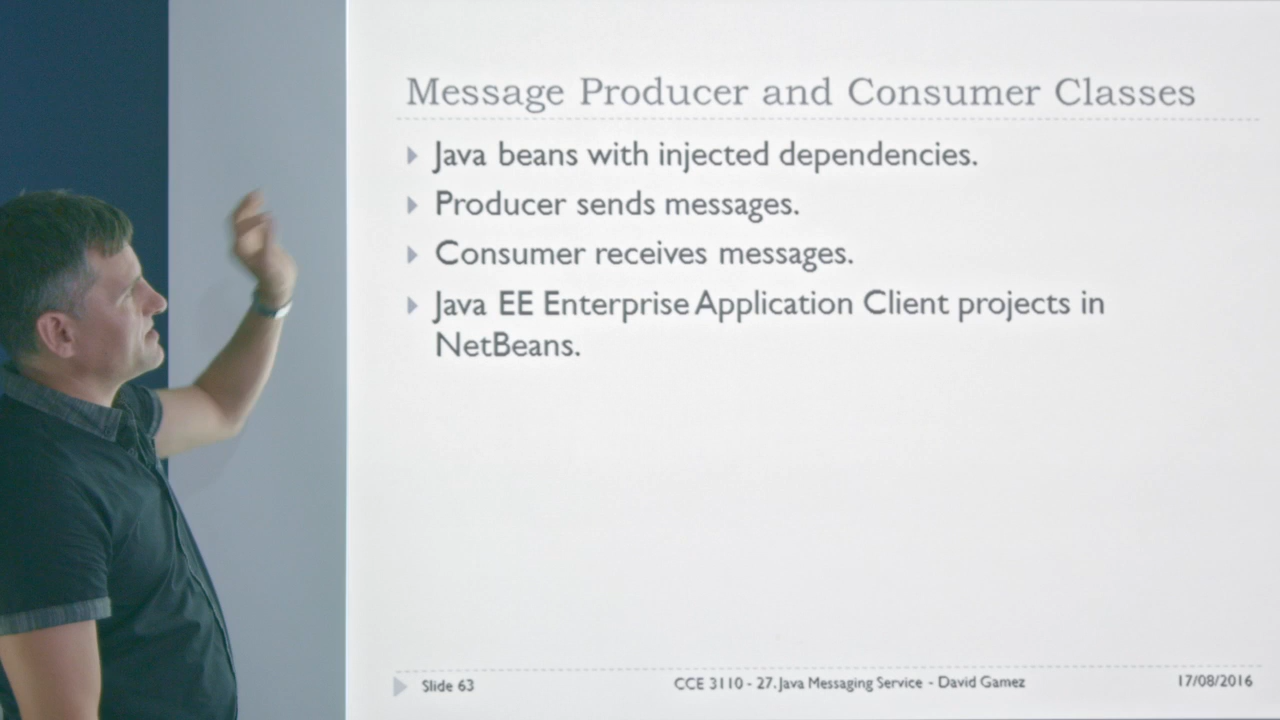 Message Producer and Consumer Classes
Java beans with injected dependencies.
Producer sends messages.
Consumer receives messages.
Java EE Enterprise Application Client projects in
NetBeans.
Slide 63
CCE 3110 - 27. Java Messaging Service - David Gamez
17/08/2016